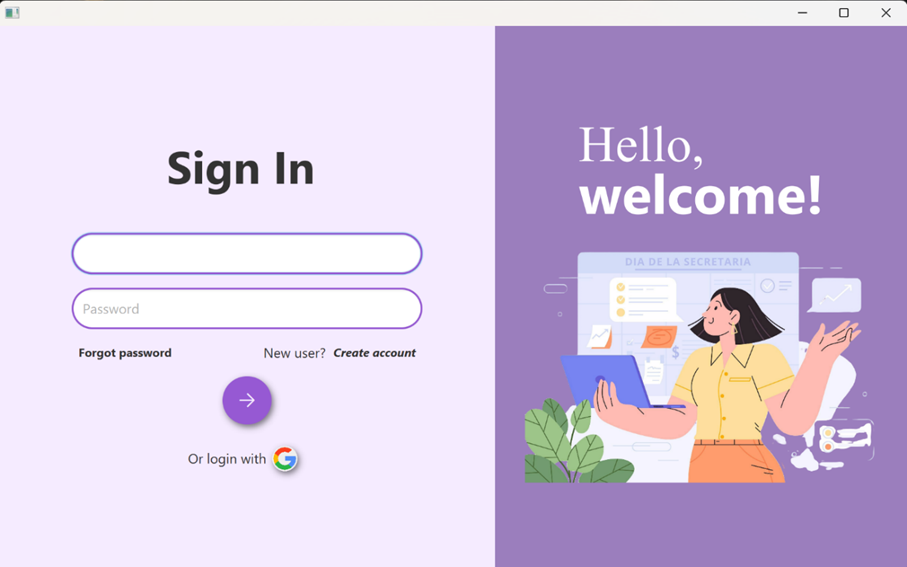 Sign In
Password
Forgot password
New user? Create account
Or login with
Hello,
welcome!
DIA DE LA SECRETARIA
$